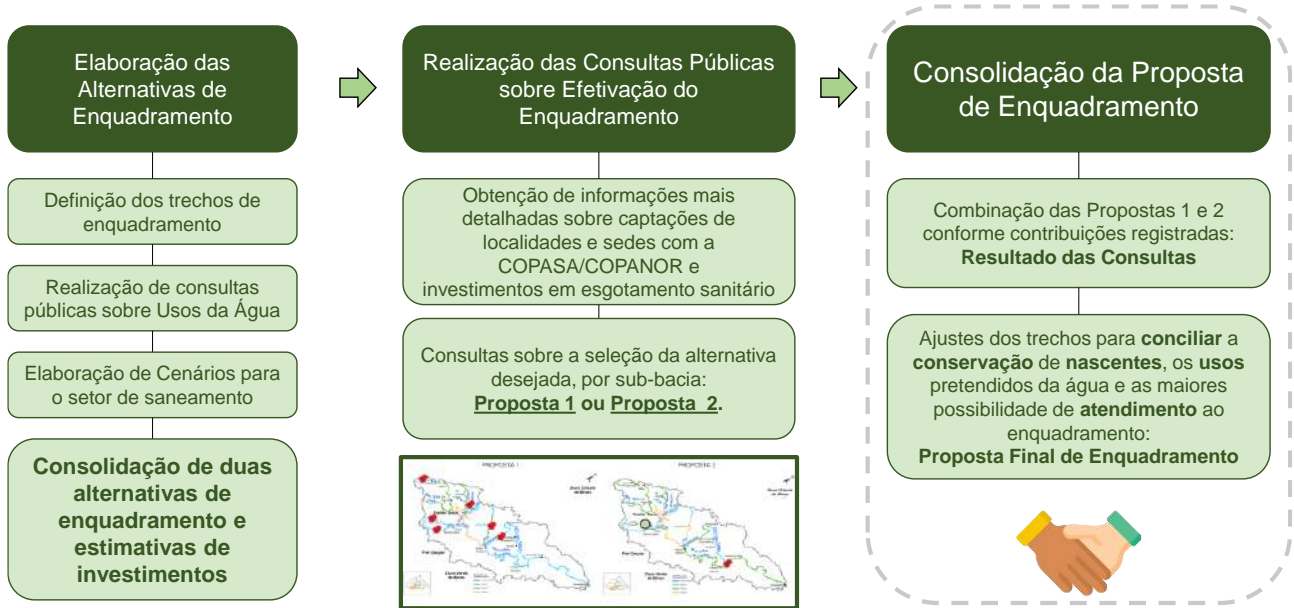 Elaboração das
Alternativas de
Enquadramento
Definição dos trechos de
enquadramento
Realização de consultas
públicas sobre Usos da Água
Elaboração de Cenários para
o setor de saneamento
Consolidação de duas
alternativas de
enquadramento e
estimativas de
investimentos
Realização das Consultas Públicas
sobre Efetivação do
Enquadramento
Obtenção de informações mais
detalhadas sobre captações de
localidades e sedes com a
COPASA/COPANOR e
investimentos em esgotamento sanitário
Consultas sobre a seleção da alternativa
desejada, por sub-bacia:
Proposta 1 ou Proposta 2.
PROPOSTA 1
PROPOSTA 2
Consolidação da Proposta
de Enquadramento
Combinação das Propostas 1 e 2
conforme contribuições registradas:
Resultado das Consultas
Ajustes dos trechos para conciliar a
conservação de nascentes, os usos
pretendidos da água e as maiores
possibilidade de atendimento ao
enquadramento:
Proposta Final de Enquadramento